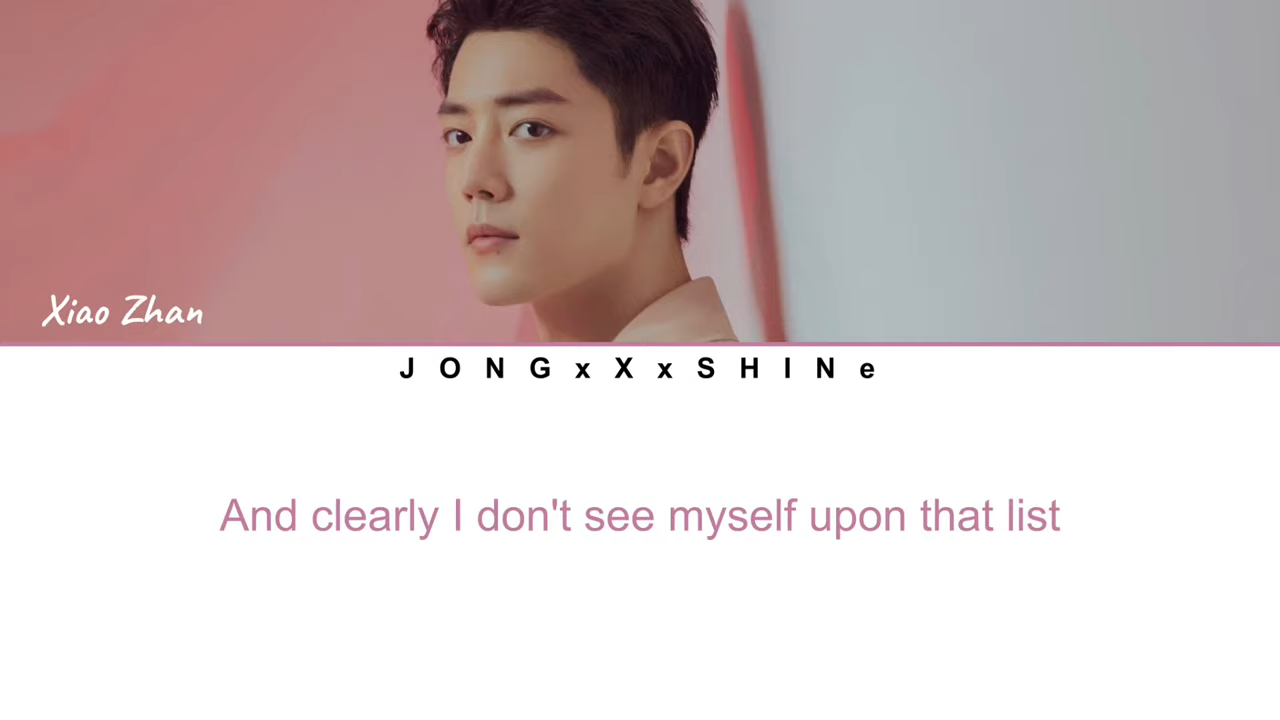 Xiao Zhan
J O N G x X x S H I N e
And clearly I don't see myself upon that list